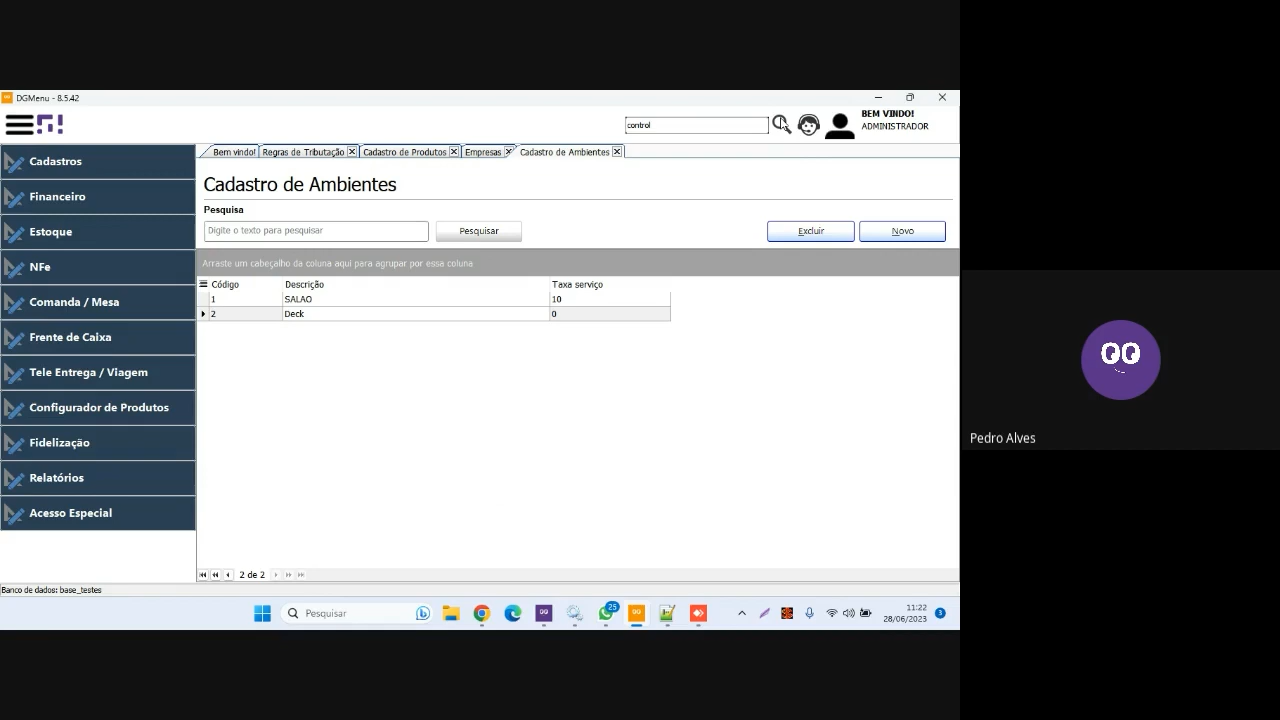 DGMenu - 8.5.42
control
BEM VINDO!
ADMINISTRADOR
Cadastros
Financeiro
Estoque
NFe
Comanda / Mesa
Frente de Caixa
Tele Entrega / Viagem
Configurador de Produtos
Fidelização
Relatórios
Acesso Especial
Bem vindo! Regras de Tributação Cadastro de Produtos Empresas Cadastro de Ambientes
Cadastro de Ambientes
Pesquisa
Digite o texto para pesquisar Pesquisar Excluir Novo
Arraste um cabeçalho da coluna aqui para agrupar por essa coluna
Código Descrição Taxa serviço
1 SALAO 10
2 Deck 0
2 de 2
Banco de dados: base_testes
Pesquisar
25
11:22
28/06/2023
3
Pedro Alves